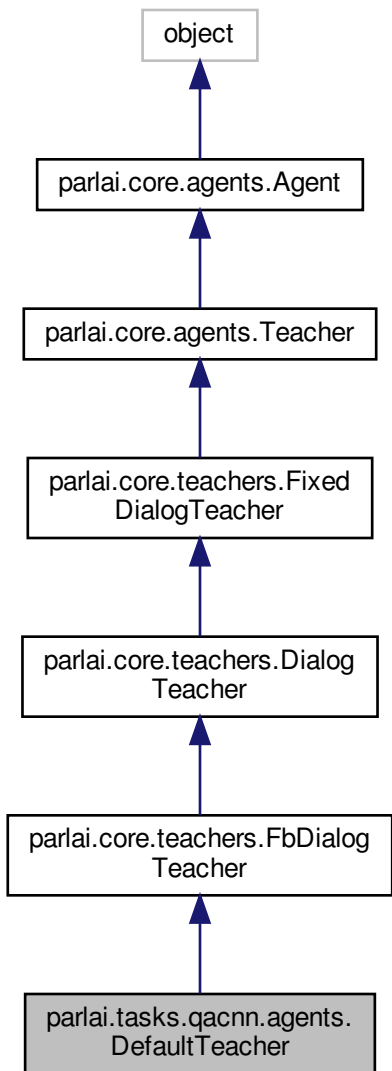 object
parlai.core.agents.Agent
parlai.core.agents.Teacher
parlai.core.teachers.Fixed
DialogTeacher
parlai.core.teachers.Dialog
Teacher
parlai.core.teachers.FbDialog
Teacher
parlai.tasks.qacnn.agents.
DefaultTeacher